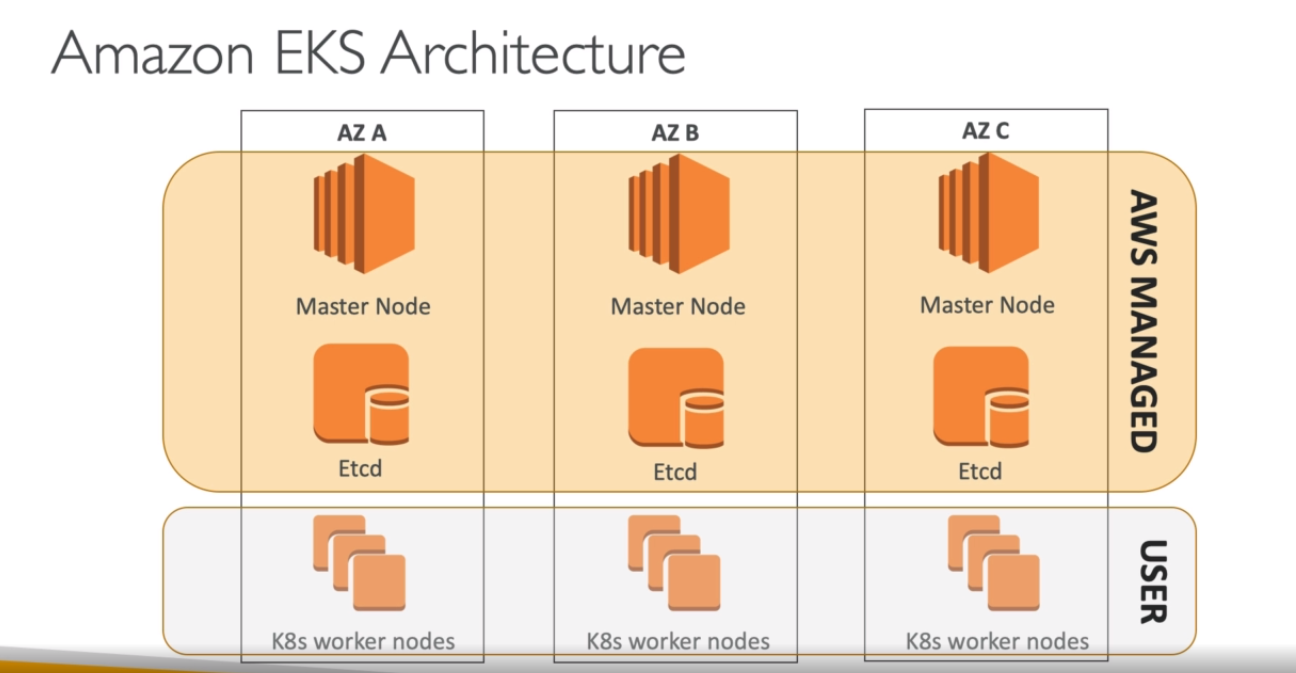 Amazon EKS Architecture
AZ A
AZ B
AZ C
Master Node
Master Node
Master Node
Etcd
Etcd
Etcd
AWS MANAGED
K8s worker nodes
K8s worker nodes
K8s worker nodes
USER